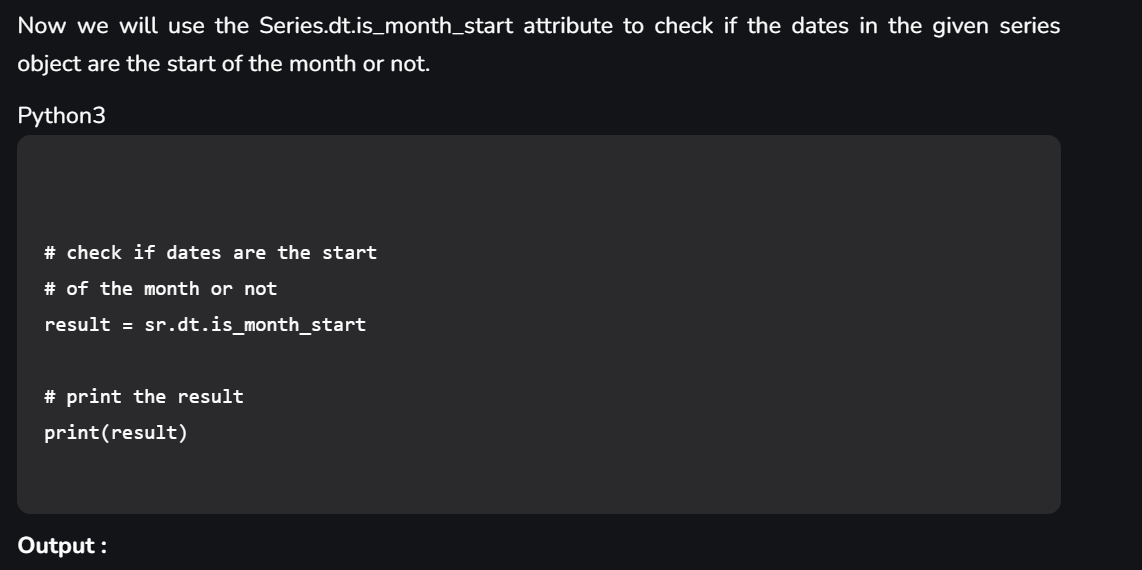 Now we will use the Series.dt.is_month_start attribute to check if the dates in the given series
object are the start of the month or not.
Python3
# check if dates are the start
# of the month or not
result = sr.dt.is_month_start
# print the result
print(result)
Output :